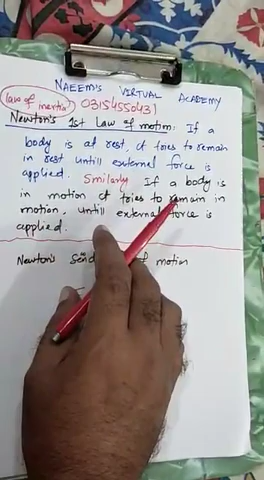 NAEEM'S VIRTUAL ACADEMY
(law of inertia) 03154550431
Newton's 1st Law of motion: If a
body is at rest, it tries to remain
in rest untill external force is
applied. Similarly If a body is
in motion it tries to remain in
motion, untill external force is
applied.
Newton's of motion